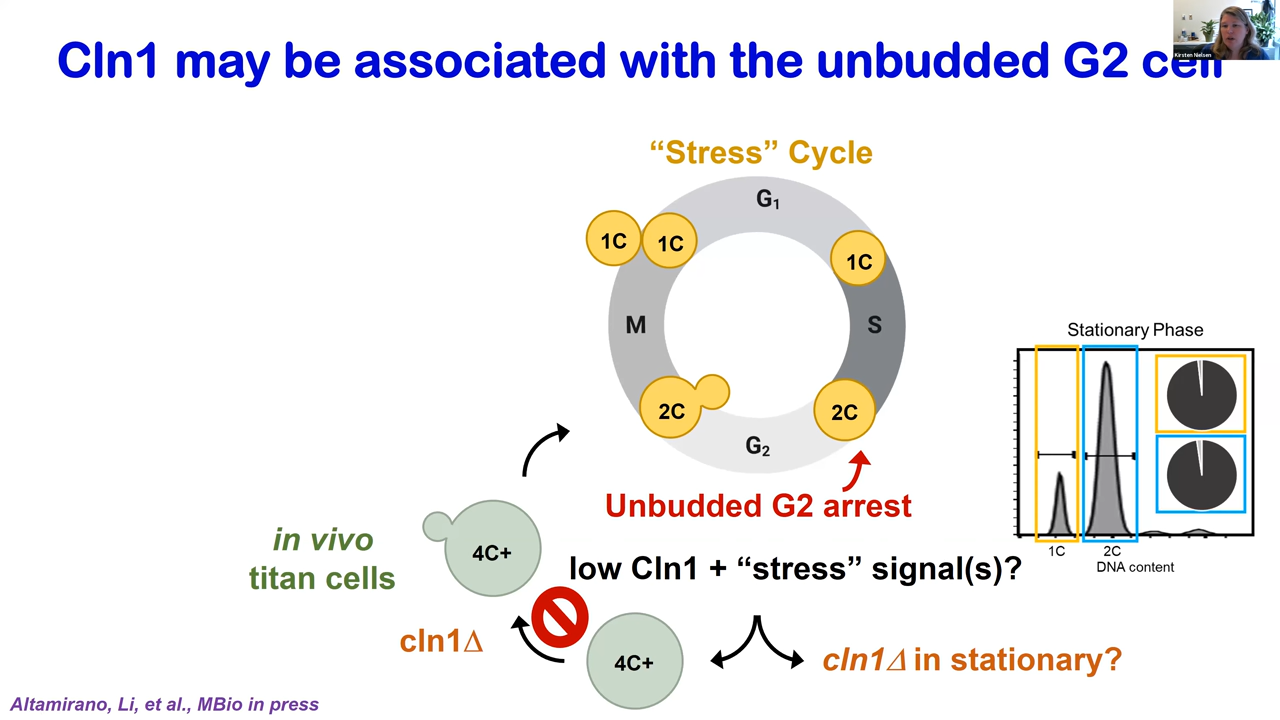 Cln1 may be associated with the unbudded G2 cell
Kirsten Nielsen
“Stress” Cycle
G₁
1C
1C
1C
M
S
2C
2C
G₂
Unbudded G2 arrest
Stationary Phase
1C
2C
DNA content
in vivo
titan cells
4C+
low Cln1 + “stress” signal(s)?
cln1Δ
4C+
cln1Δ in stationary?
Altamirano, Li, et al., MBio in press